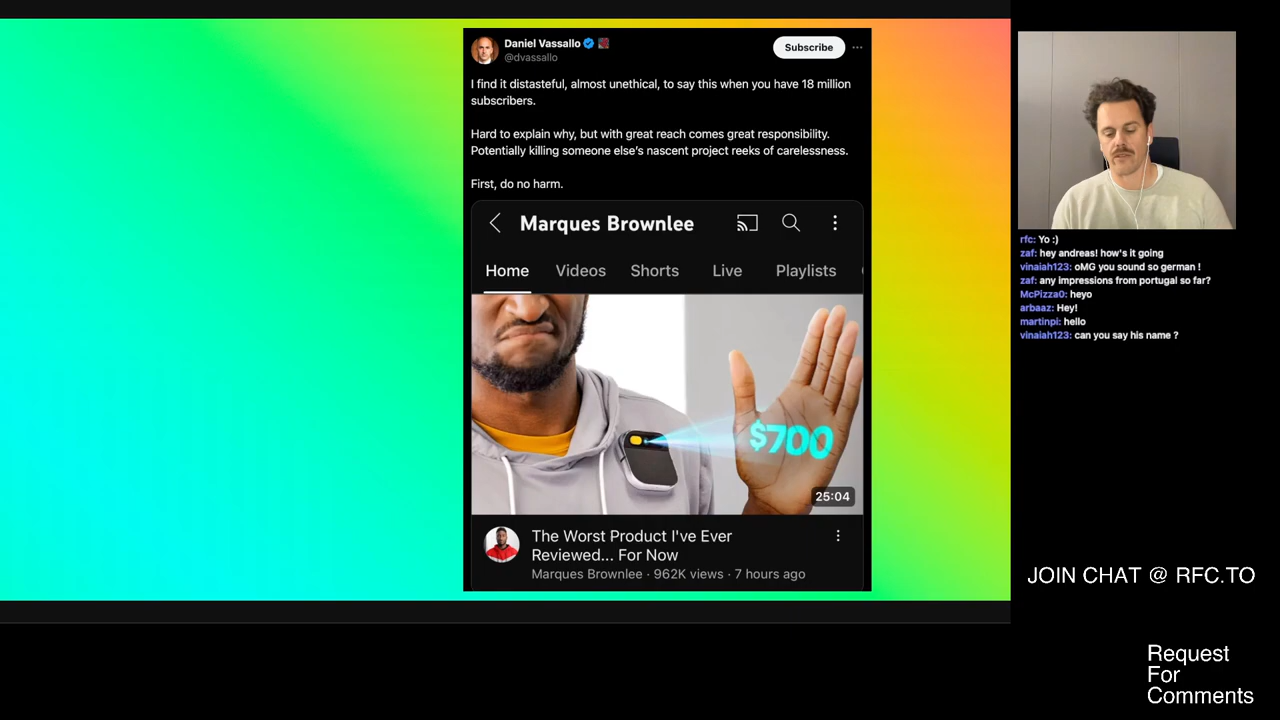 Daniel Vassallo
@dvassallo
Subscribe
I find it distasteful, almost unethical, to say this when you have 18 million
subscribers.
Hard to explain why, but with great reach comes great responsibility.
Potentially killing someone else's nascent project reeks of carelessness.
First, do no harm.
Marques Brownlee
Home Videos Shorts Live Playlists
$700
25:04
The Worst Product I've Ever
Reviewed... For Now
Marques Brownlee · 962K views · 7 hours ago
rfc: Yo :)
zaf: hey andreas! how's it going
vinaiah123: oMG you sound so german !
zaf: any impressions from portugal so far?
McPizza0: heyo
arbaaz: Hey!
martinpi: hello
vinaiah123: can you say his name ?
JOIN CHAT @ RFC.TO
Request
For
Comments